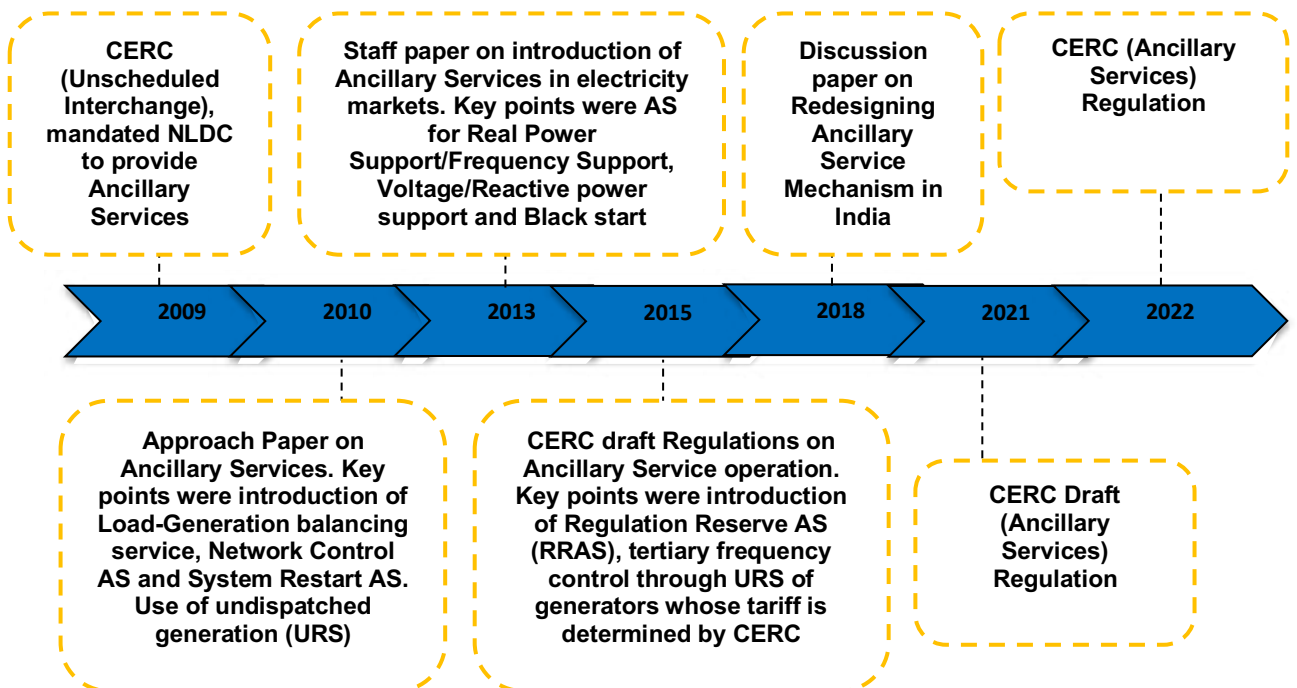 CERC
(Unscheduled
Interchange),
mandated NLDC
to provide
Ancillary
Services
Staff paper on introduction of
Ancillary Services in electricity
markets. Key points were AS
for Real Power
Support/Frequency Support,
Voltage/Reactive power
support and Black start
Discussion
paper on
Redesigning
Ancillary
Service
Mechanism in
India
CERC (Ancillary
Services)
Regulation
2009
2010
2013
2015
2018
2021
2022
Approach Paper on
Ancillary Services. Key
points were introduction of
Load-Generation balancing
service, Network Control
AS and System Restart AS.
Use of undispatched
generation (URS)
CERC draft Regulations on
Ancillary Service operation.
Key points were introduction
of Regulation Reserve AS
(RRAS), tertiary frequency
control through URS of
generators whose tariff is
determined by CERC
CERC Draft
(Ancillary
Services)
Regulation